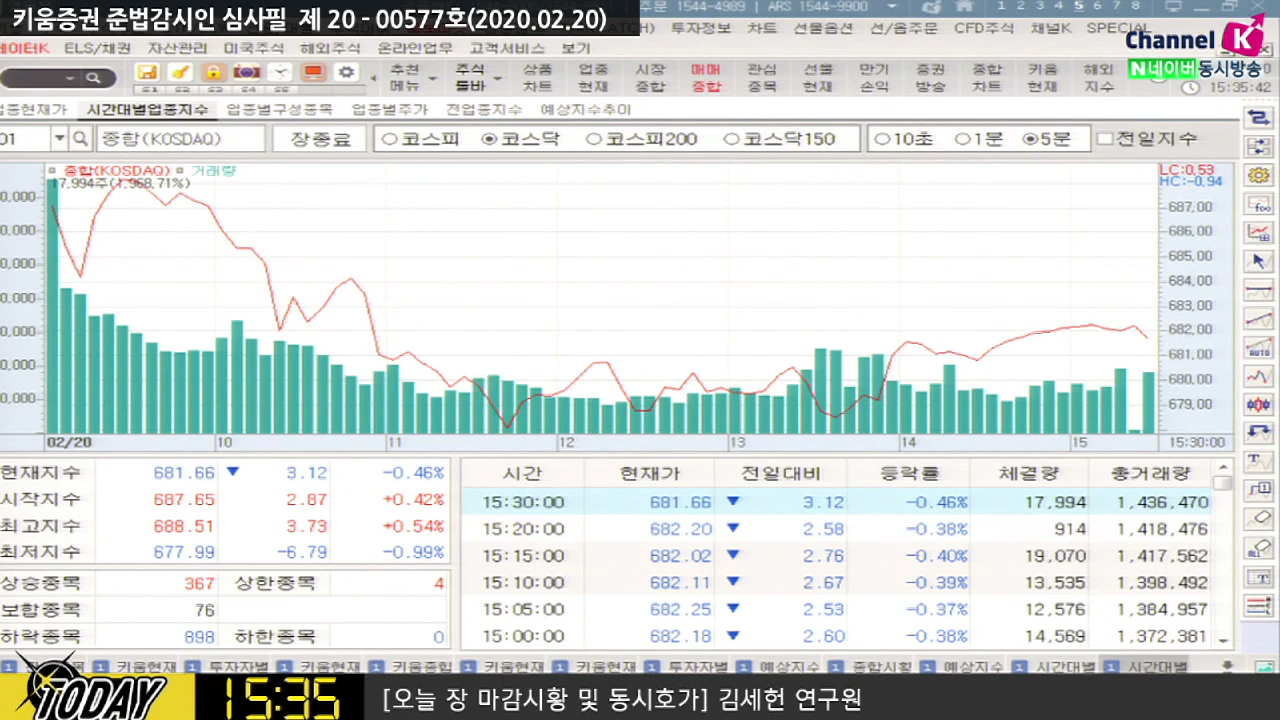 키움증권 준법감시인 심사필 제 20 - 00577호(2020.02.20)
1544-4989 | ARS 1544-9900 1 2 3 4 5 6 7 8
투자정보 차트 선물옵션 선/옵주문 CFD주식 채널K SPECIAL
ELS/채권 자산관리 미국주식 해외주식 온라인업무 고객서비스 보기
Channel K
N네이버 동시방송
15:35:42
추천메뉴 주식툴바 상품차트 업종현재 시장종합 매매종합 관심종목 선물현재 만기손익 증권방송 종합차트 키움현재 해외지수
업종현재가 시간대별업종지수 업종별구성종목 업종별주가 전업종지수 예상지수추이
01 종합(KOSDAQ) 장종료 코스피 코스닥 코스피200 코스닥150 10초 1분 5분 전일지수
종합(KOSDAQ) 거래량
17,994주(1,968.71%)
LC:0.53
HC:-0.94
687.00
686.00
685.00
684.00
683.00
682.00
681.00
680.00
679.00
02/20 10 11 12 13 14 15 15:30:00
현재지수 681.66 ▼ 3.12 -0.46%
시작지수 687.65 2.87 +0.42%
최고지수 688.51 3.73 +0.54%
최저지수 677.99 -6.79 -0.99%
상승종목 367 상한종목 4
보합종목 76
하락종목 898 하한종목 0
시간 현재가 전일대비 등락률 체결량 총거래량
15:30:00 681.66 ▼ 3.12 -0.46% 17,994 1,436,470
15:20:00 682.20 ▼ 2.58 -0.38% 914 1,418,476
15:15:00 682.02 ▼ 2.76 -0.40% 19,070 1,417,562
15:10:00 682.11 ▼ 2.67 -0.39% 13,535 1,398,492
15:05:00 682.25 ▼ 2.53 -0.37% 12,576 1,384,957
15:00:00 682.18 ▼ 2.60 -0.38% 14,569 1,372,381
1 키움현재 1 투자자별 1 키움현재 1 키움종합 1 키움현재 1 키움현재 1 투자자별 1 예상지수 1 종합시황 1 예상지수 1 시간대별 1 시간대별
TODAY 15:35 [오늘 장 마감시황 및 동시호가] 김세헌 연구원